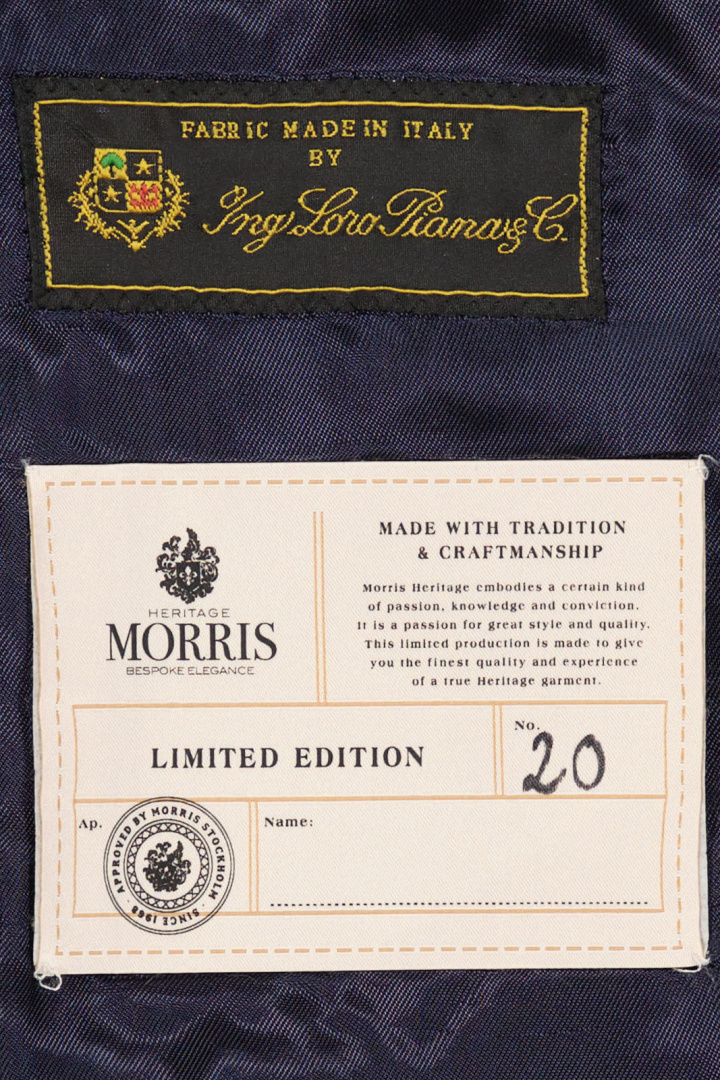 FABRIC MADE IN ITALY
BY
Ing Loro Piana & C.
HERITAGE
MORRIS
BESPOKE ELEGANCE
MADE WITH TRADITION
& CRAFTMANSHIP
Morris Heritage embodies a certain kind
of passion, knowledge and conviction.
It is a passion for great style and quality.
This limited production is made to give
you the finest quality and experience
of a true Heritage garment.
LIMITED EDITION
No.
20
Ap.
APPROVED BY MORRIS STOCKHOLM · SINCE 1968 ·
Name: